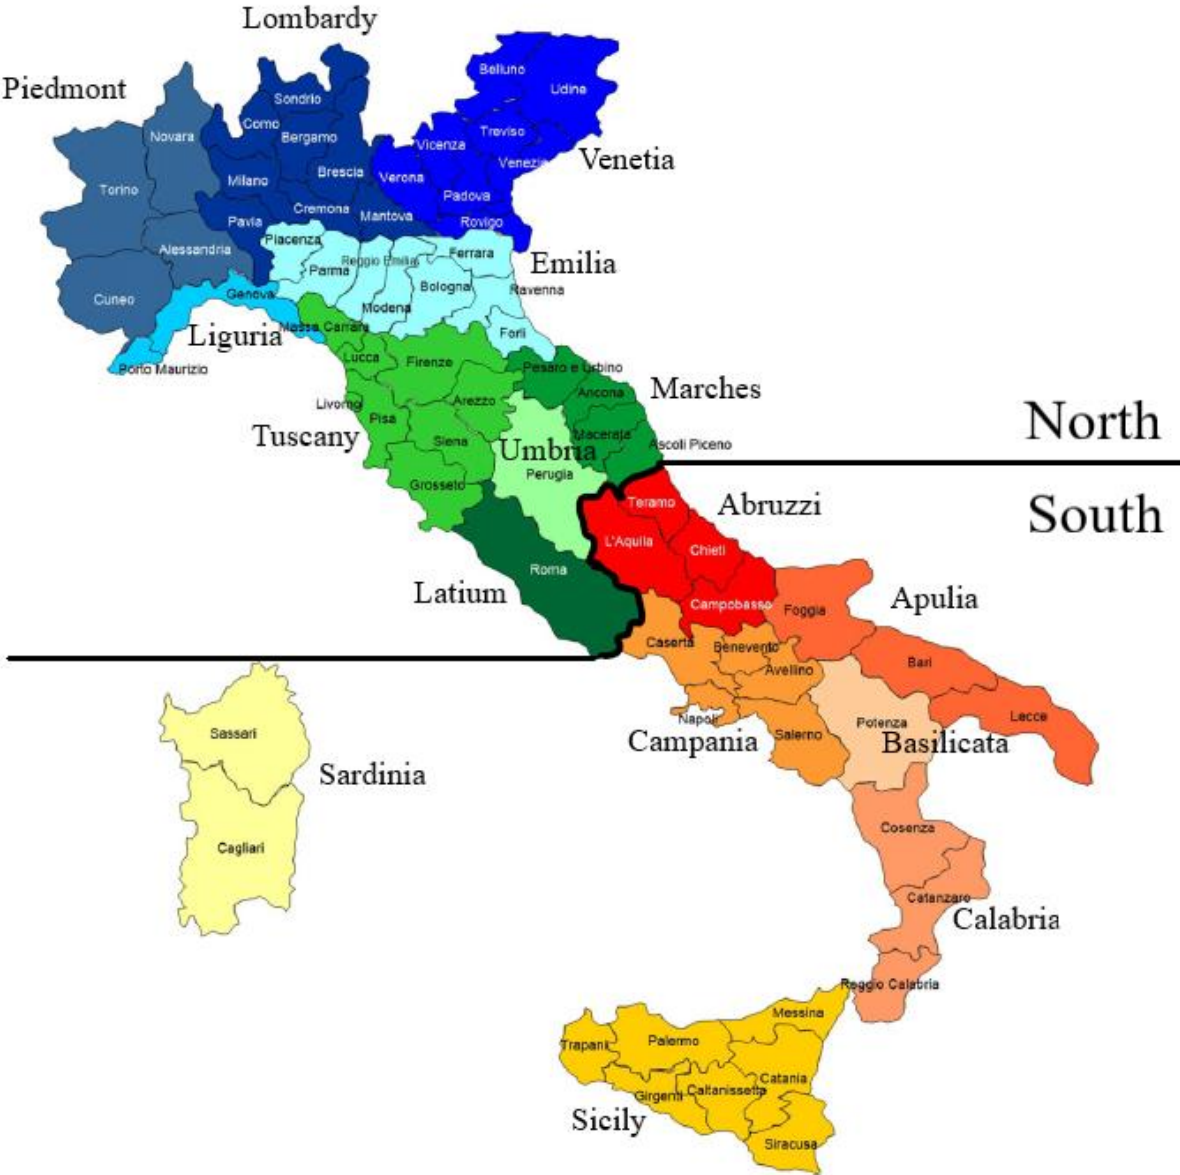 Lombardy
Piedmont
Belluno
Udine
Sondrio
Como
Novara
Bergamo
Treviso
Vicenza
Venezia
Venetia
Brescia
Verona
Milano
Torino
Padova
Cremona
Mantova
Pavia
Rovigo
Piacenza
Alessandria
Ferrara
Reggio Emilia
Emilia
Parma
Bologna
Ravenna
Genova
Cuneo
Modena
Massa Carrara
Liguria
Forlì
Lucca
Firenze
Porto Maurizio
Pesaro e Urbino
Ancona
Marches
Livorno
Arezzo
Pisa
North
Tuscany
Siena
Macerata
Ascoli Piceno
Umbria
Perugia
Grosseto
Teramo
Abruzzi
South
L'Aquila
Chieti
Roma
Latium
Campobasso
Foggia
Apulia
Caserta
Benevento
Bari
Avellino
Napoli
Lecce
Potenza
Sassari
Salerno
Campania
Basilicata
Sardinia
Cosenza
Cagliari
Catanzaro
Calabria
Reggio Calabria
Messina
Trapani
Palermo
Catania
Caltanissetta
Girgenti
Sicily
Siracusa